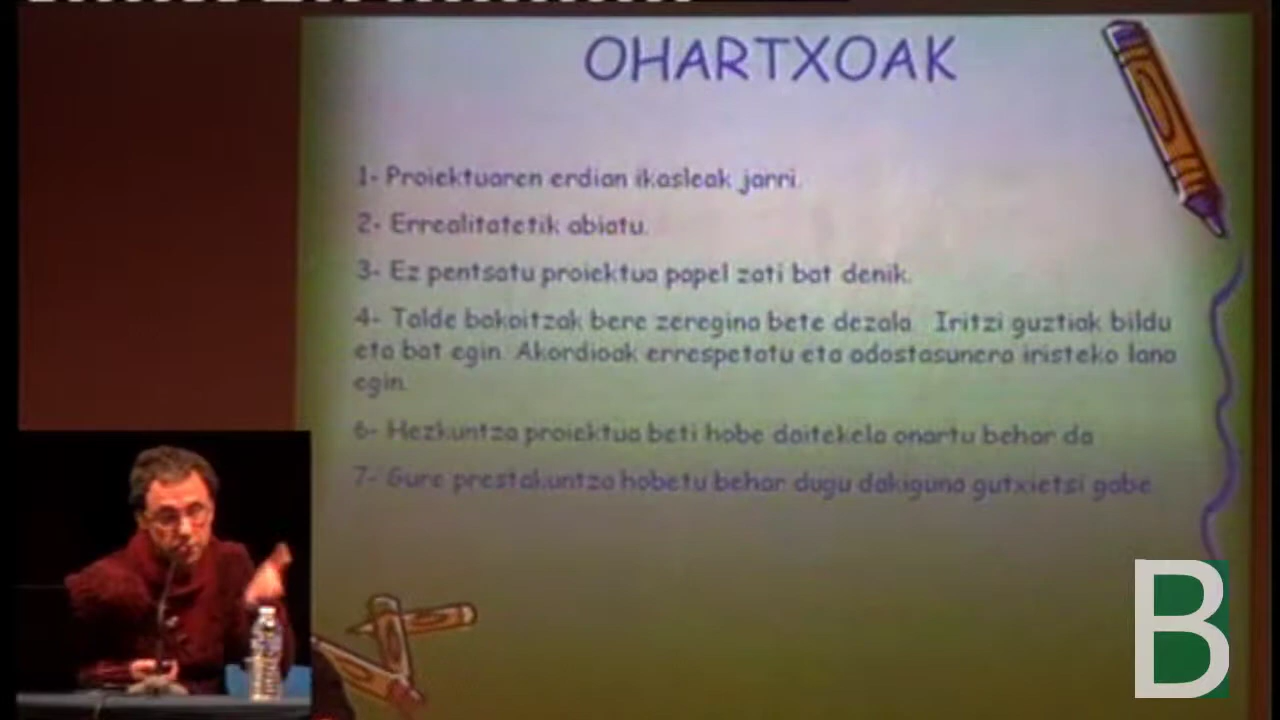 OHARTXOAK
1- Proiektuaren erdian ikasleak jarri.
2- Errealitatetik abiatu.
3- Ez pentsatu proiektua papel zati bat denik.
4- Talde bakoitzak bere zeregina bete dezala. Iritzi guztiak bildu
eta bat egin. Akordioak errespetatu eta adostasunera iristeko lana
egin.
6- Hezkuntza proiektua beti hobe daitekela onartu behar da
7- Gure prestakuntza hobetu behar dugu dakiguna gutxietsi gabe
B